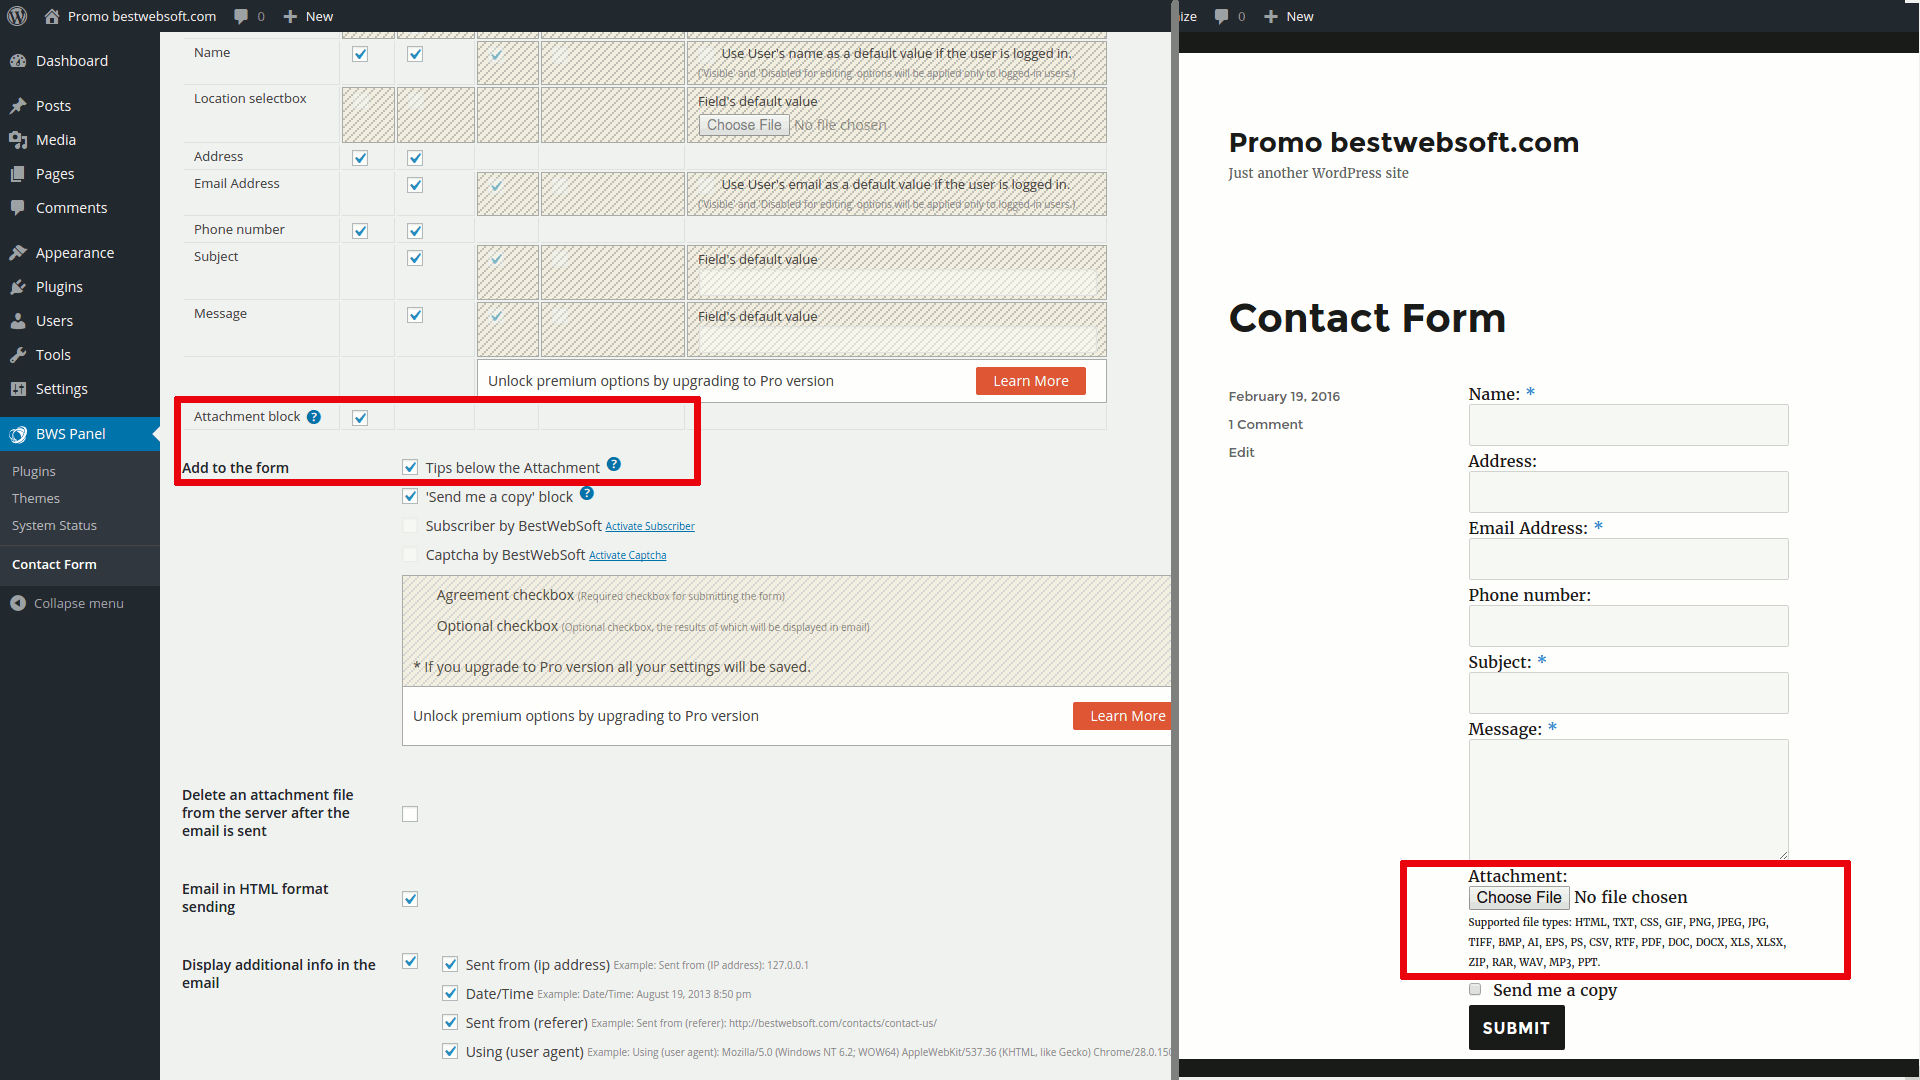 Promo bestwebsoft.com 0 New
Dashboard
Posts
Media
Pages
Comments
Appearance
Plugins
Users
Tools
Settings
BWS Panel
Plugins
Themes
System Status
Contact Form
Collapse menu
Name
Use User's name as a default value if the user is logged in.
('Visible' and 'Disabled for editing' options will be applied only to logged-in users.)
Location selectbox
Field's default value
Choose File No file chosen
Address
Email Address
Use User's email as a default value if the user is logged in.
('Visible' and 'Disabled for editing' options will be applied only to logged-in users.)
Phone number
Subject
Field's default value
Message
Field's default value
Unlock premium options by upgrading to Pro version Learn More
Attachment block ?
Add to the form
Tips below the Attachment ?
'Send me a copy' block ?
Subscriber by BestWebSoft Activate Subscriber
Captcha by BestWebSoft Activate Captcha
Agreement checkbox (Required checkbox for submitting the form)
Optional checkbox (Optional checkbox, the results of which will be displayed in email)
* If you upgrade to Pro version all your settings will be saved.
Unlock premium options by upgrading to Pro version Learn More
Delete an attachment file
from the server after the
email is sent
Email in HTML format
sending
Display additional info in the
email
Sent from (ip address) Example: Sent from (IP address): 127.0.0.1
Date/Time Example: Date/Time: August 19, 2013 8:50 pm
Sent from (referer) Example: Sent from (referer): http://bestwebsoft.com/contacts/contact-us/
Using (user agent) Example: Using (user agent): Mozilla/5.0 (Windows NT 6.2; WOW64) AppleWebKit/537.36 (KHTML, like Gecko) Chrome/28.0.150
ize 0 New
Promo bestwebsoft.com
Just another WordPress site
Contact Form
February 19, 2016
1 Comment
Edit
Name: *
Address:
Email Address: *
Phone number:
Subject: *
Message: *
Attachment:
Choose File No file chosen
Supported file types: HTML, TXT, CSS, GIF, PNG, JPEG, JPG,
TIFF, BMP, AI, EPS, PS, CSV, RTF, PDF, DOC, DOCX, XLS, XLSX,
ZIP, RAR, WAV, MP3, PPT.
Send me a copy
SUBMIT